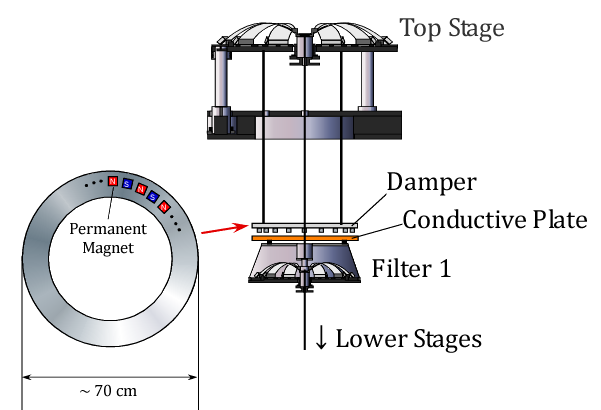 Top Stage
N S N S N
Permanent
Magnet
Damper
Conductive Plate
Filter 1
↓ Lower Stages
~ 70 cm